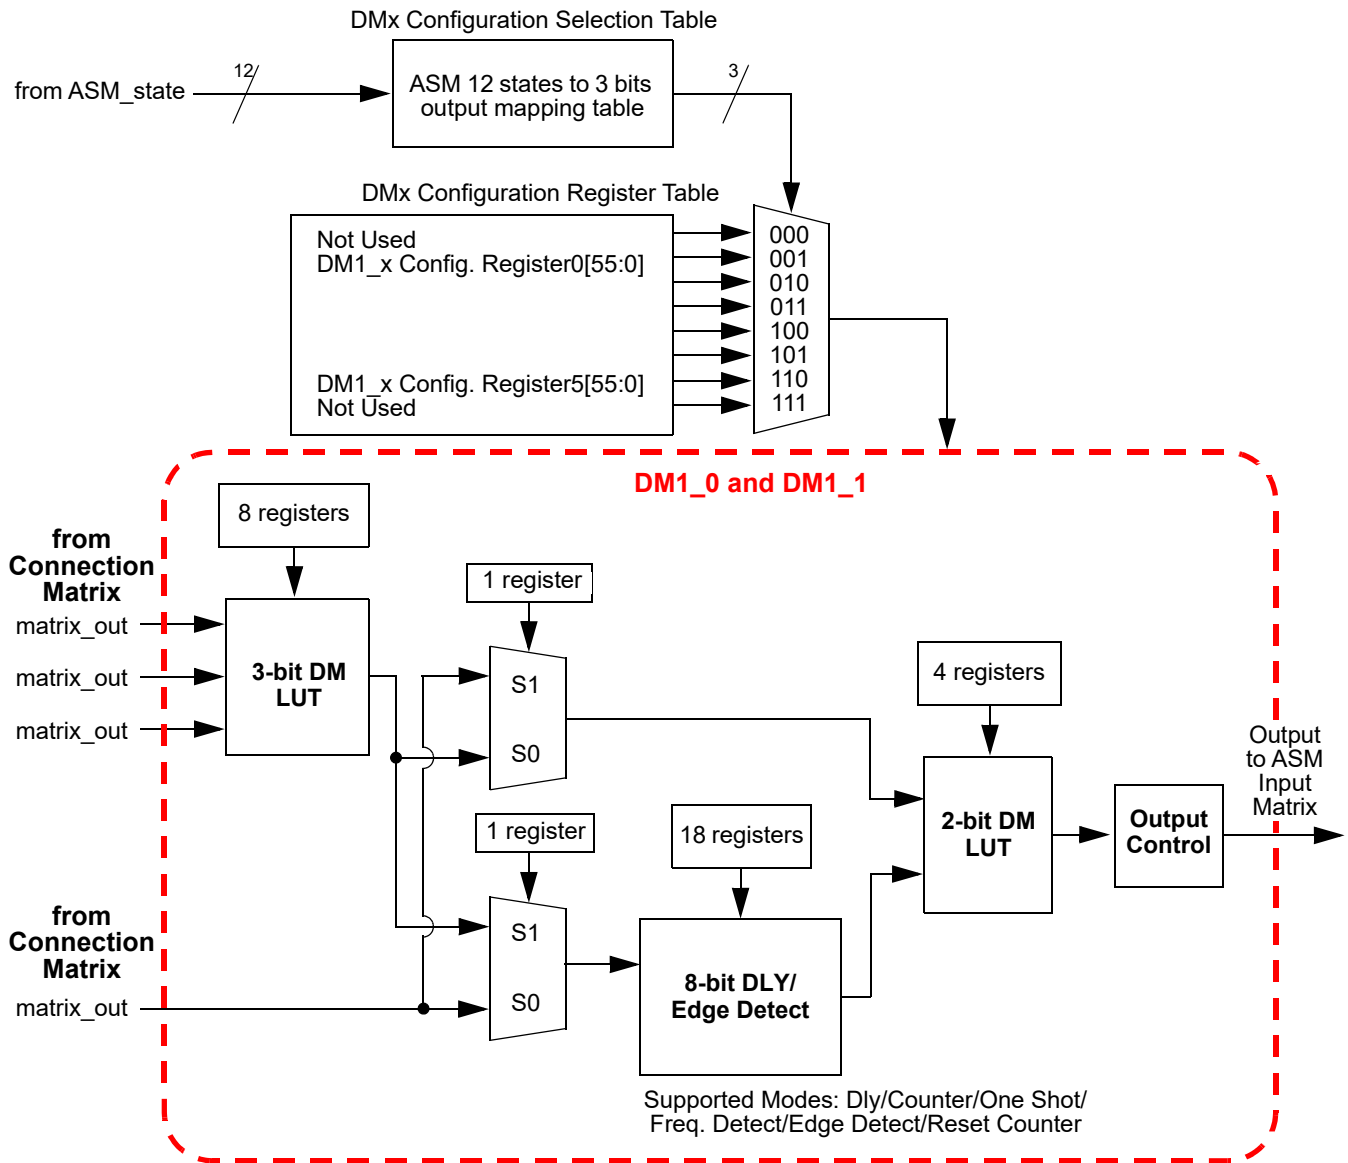 DMx Configuration Selection Table
from ASM_state
12
ASM 12 states to 3 bits
output mapping table
3
DMx Configuration Register Table
Not Used
DM1_x Config. Register0[55:0]
DM1_x Config. Register5[55:0]
Not Used
000
001
010
011
100
101
110
111
DM1_0 and DM1_1
8 registers
from
Connection
Matrix
matrix_out
matrix_out
matrix_out
3-bit DM
LUT
1 register
S1
S0
4 registers
1 register
18 registers
2-bit DM
LUT
Output
Control
Output
to ASM
Input
Matrix
from
Connection
Matrix
matrix_out
S1
S0
8-bit DLY/
Edge Detect
Supported Modes: Dly/Counter/One Shot/
Freq. Detect/Edge Detect/Reset Counter